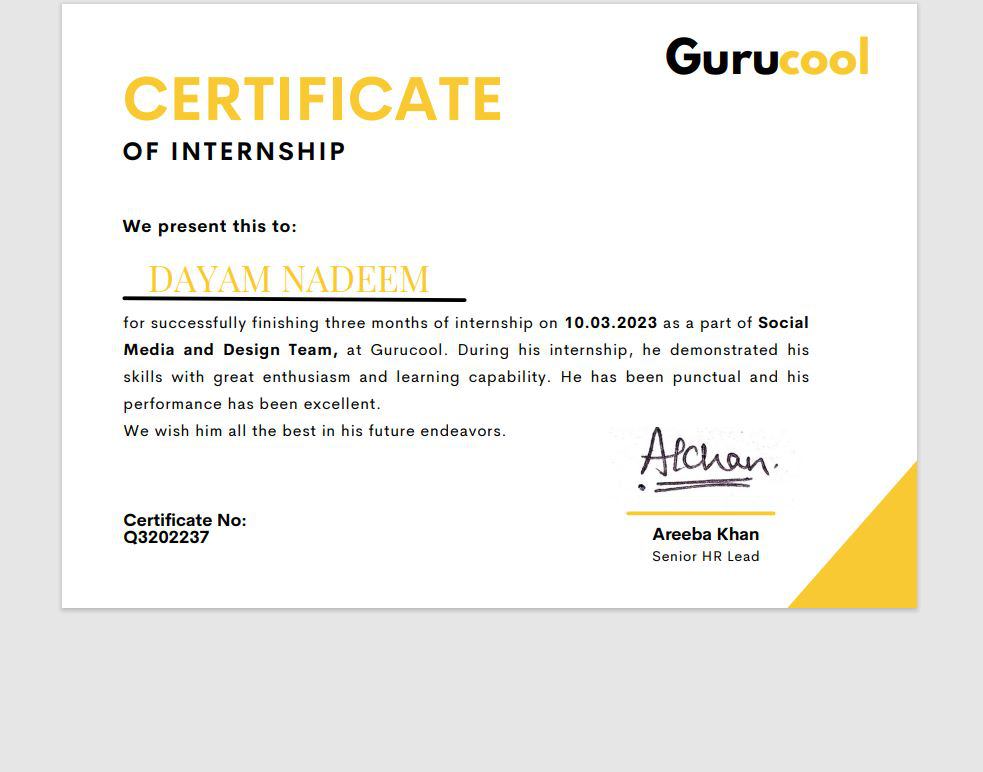 Gurucool
CERTIFICATE
OF INTERNSHIP
We present this to:
DAYAM NADEEM
for successfully finishing three months of internship on 10.03.2023 as a part of Social
Media and Design Team, at Gurucool. During his internship, he demonstrated his
skills with great enthusiasm and learning capability. He has been punctual and his
performance has been excellent.
We wish him all the best in his future endeavors.
AKhan.
Certificate No:
Q3202237
Areeba Khan
Senior HR Lead